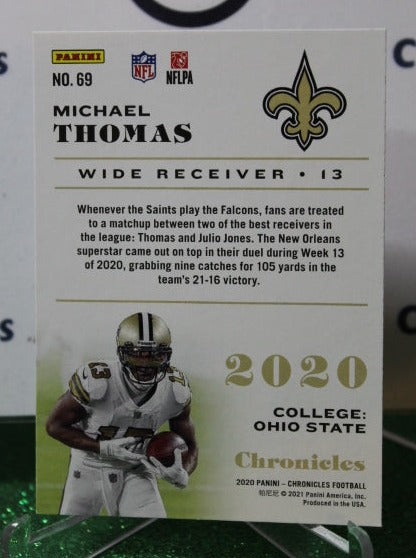 PANINI
NFL
NFLPA
NO. 69
MICHAEL
THOMAS
WIDE RECEIVER • 13
Whenever the Saints play the Falcons, fans are treated
to a matchup between two of the best receivers in
the league: Thomas and Julio Jones. The New Orleans
superstar came out on top in their duel during Week 13
of 2020, grabbing nine catches for 105 yards in the
team's 21-16 victory.
13
2020
COLLEGE:
OHIO STATE
Chronicles
2020 PANINI – CHRONICLES FOOTBALL
帕尼尼 © 2021 Panini America, Inc.
Produced in the USA.